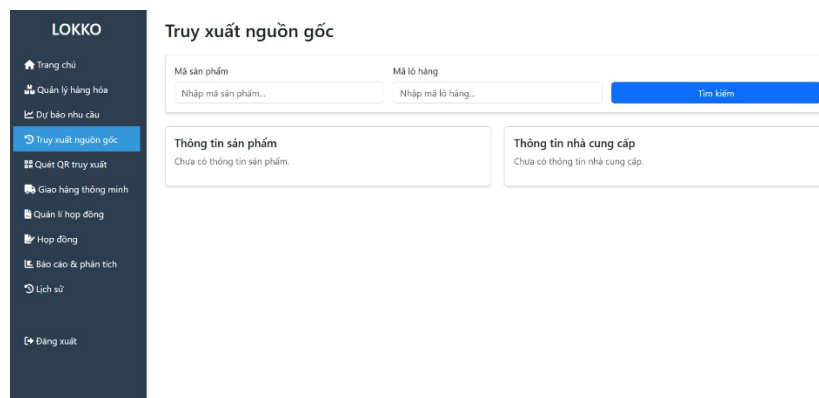 LOKKO
Trang chủ
Quản lý hàng hóa
Dự báo nhu cầu
Truy xuất nguồn gốc
Quét QR truy xuất
Giao hàng thông minh
Quản lí họp đồng
Họp đồng
Báo cáo & phân tích
Lịch sử
Đăng xuất
Truy xuất nguồn gốc
Mã sản phẩm
Mã lô hàng
Nhập mã sản phẩm...
Nhập mã lô hàng...
Tìm kiếm
Thông tin sản phẩm
Chưa có thông tin sản phẩm.
Thông tin nhà cung cấp
Chưa có thông tin nhà cung cấp.